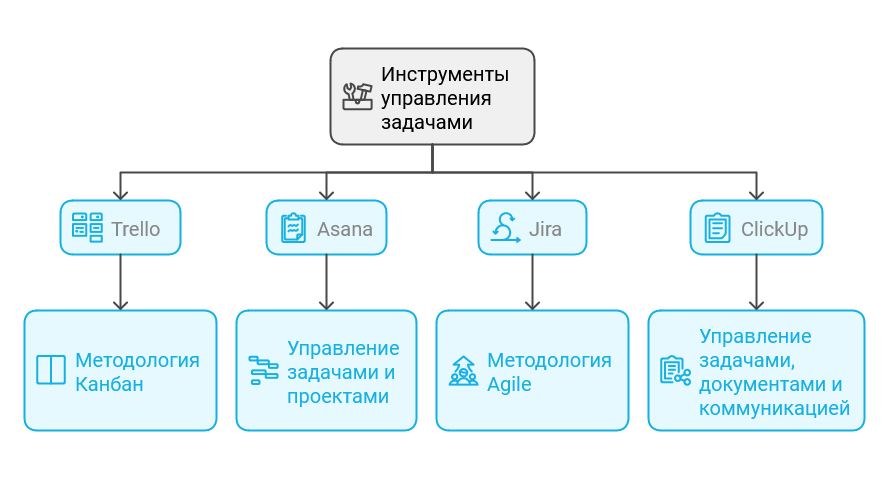 Инструменты
управления
задачами
Trello
Asana
Jira
ClickUp
Методология
Канбан
Управление
задачами и
проектами
Методология
Agile
Управление
задачами,
документами и
коммуникацией